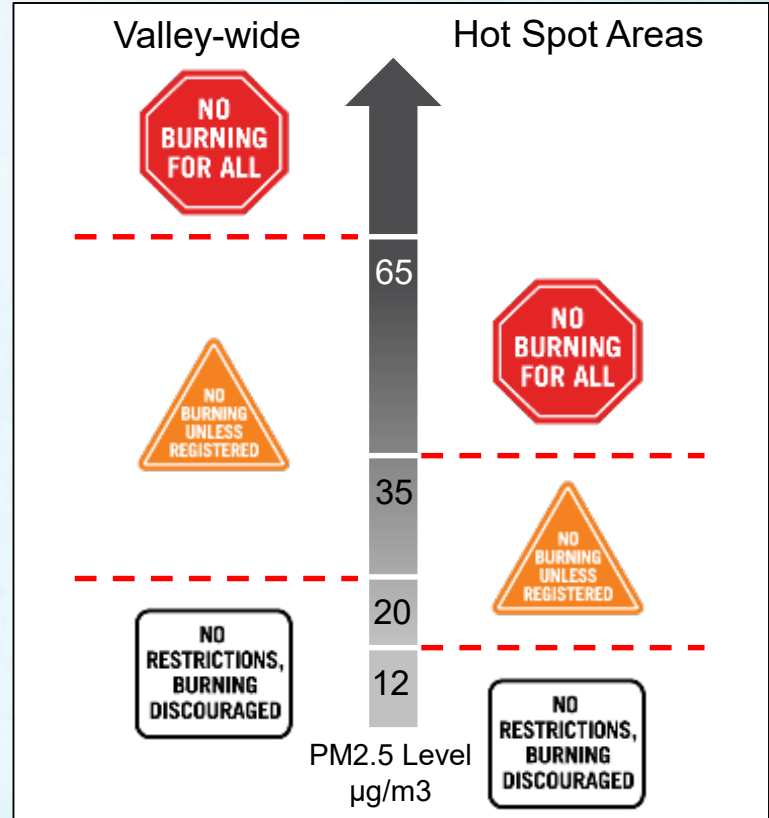 Valley-wide
Hot Spot Areas
NO
BURNING
FOR ALL
65
NO
BURNING
FOR ALL
NO
BURNING
UNLESS
REGISTERED
35
NO
BURNING
UNLESS
REGISTERED
20
NO
RESTRICTIONS,
BURNING
DISCOURAGED
12
NO
RESTRICTIONS,
BURNING
DISCOURAGED
PM2.5 Level
µg/m3